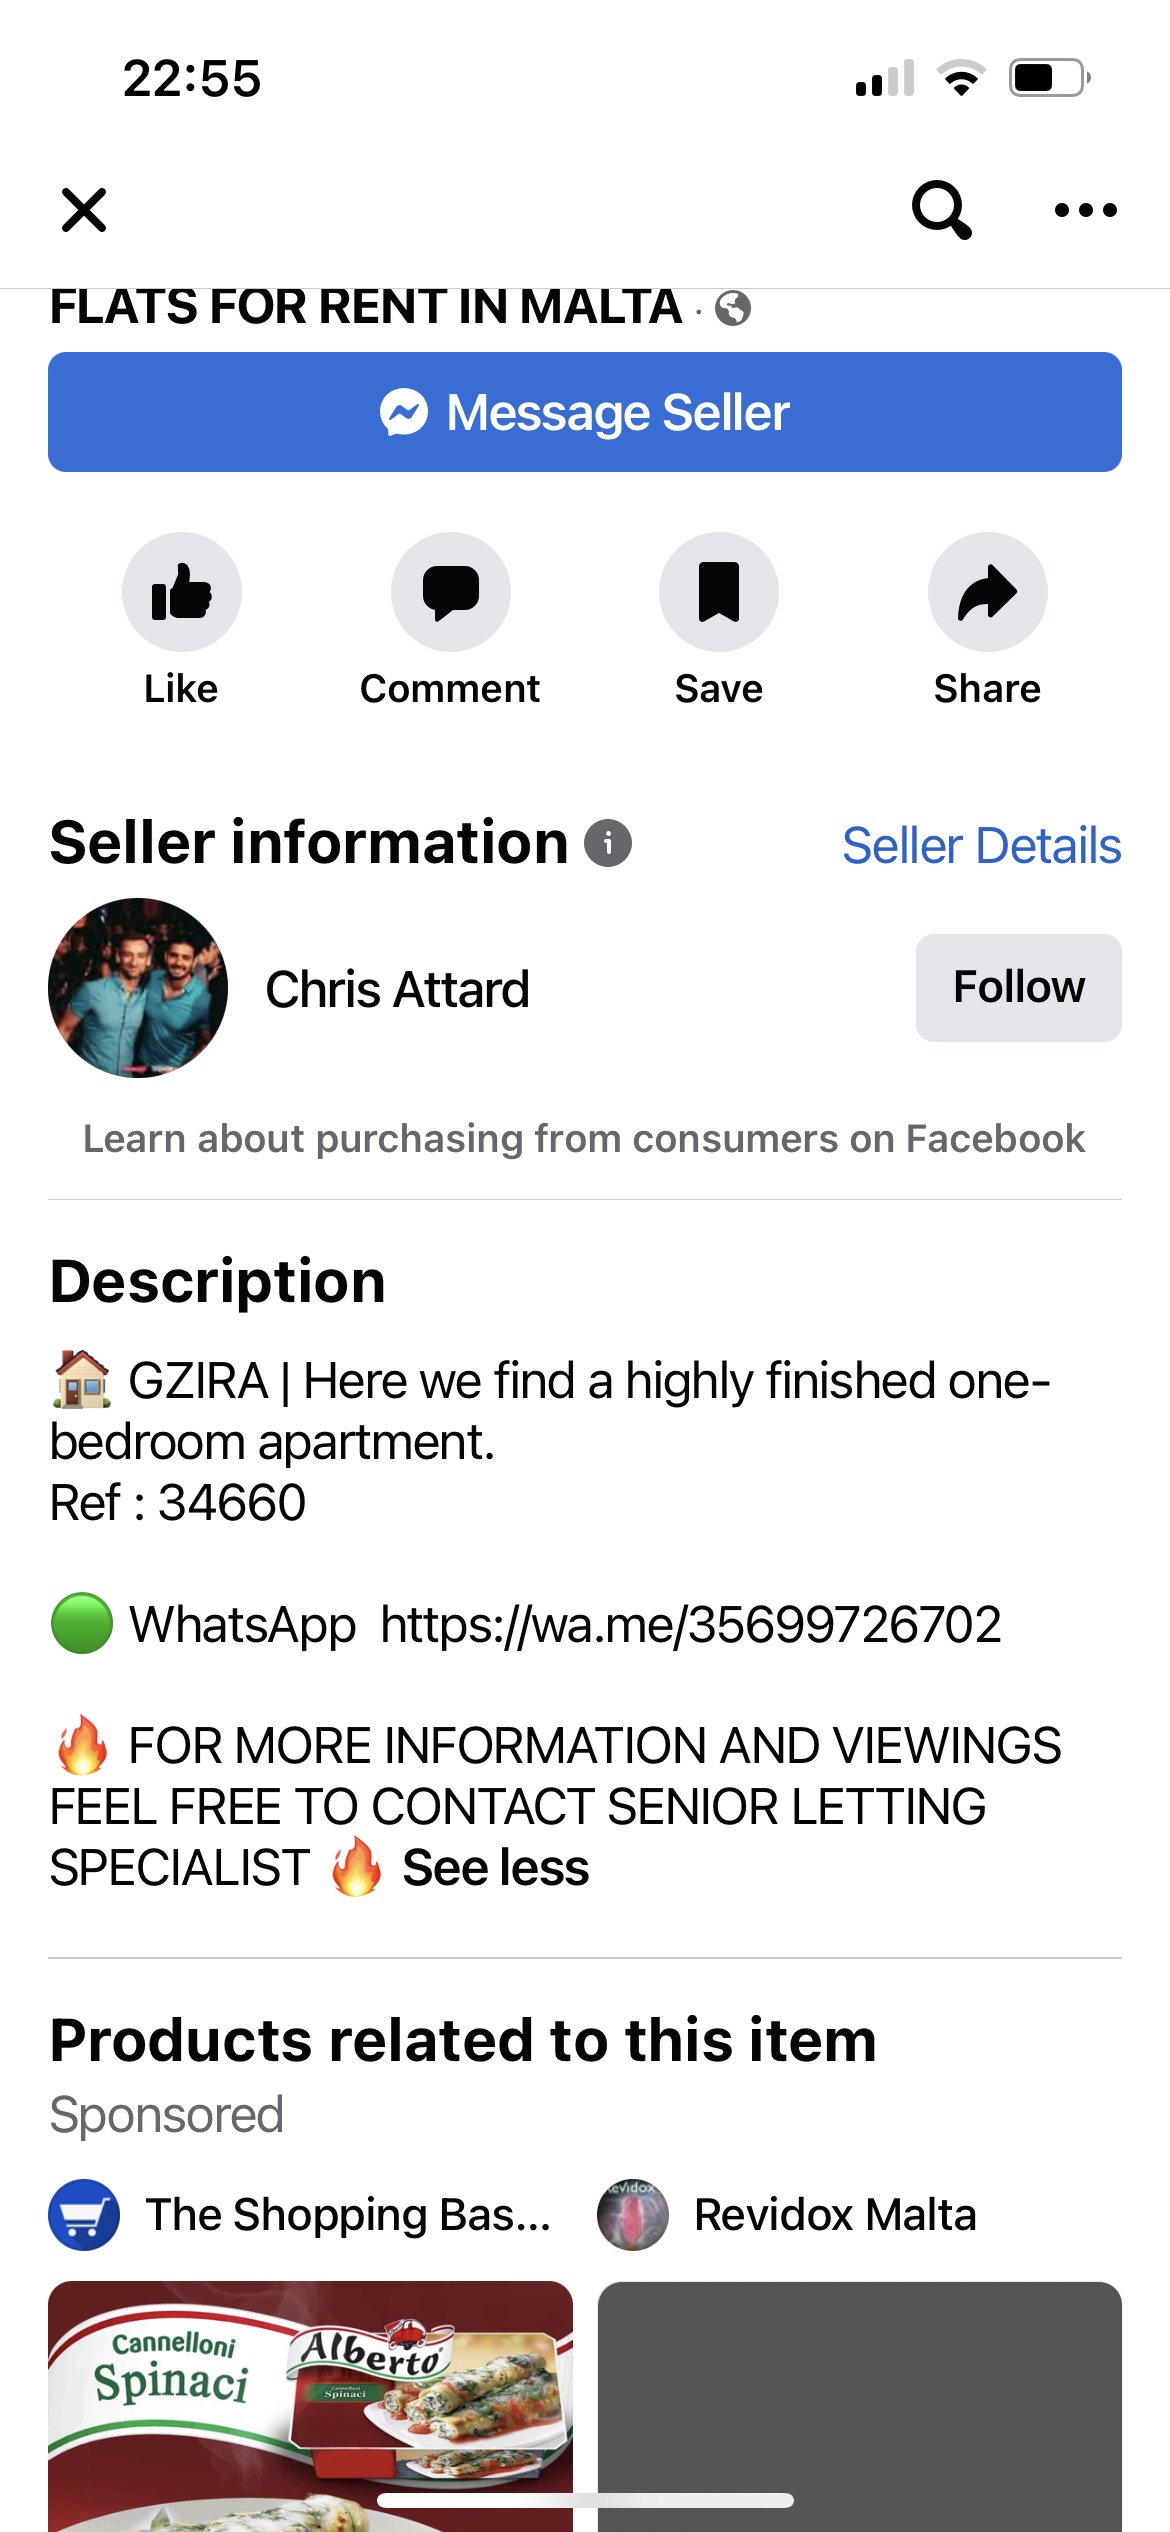 22:55
FLATS FOR RENT IN MALTA ·
Message Seller
Like
Comment
Save
Share
Seller information
Seller Details
Chris Attard
Follow
Learn about purchasing from consumers on Facebook
Description
🏠 GZIRA | Here we find a highly finished one-
bedroom apartment.
Ref : 34660
🟢 WhatsApp https://wa.me/35699726702
🔥 FOR MORE INFORMATION AND VIEWINGS
FEEL FREE TO CONTACT SENIOR LETTING
SPECIALIST 🔥 See less
Products related to this item
Sponsored
The Shopping Bas...
Revidox Malta
Cannelloni
Spinaci
Alberto
Cannelloni
Spinaci